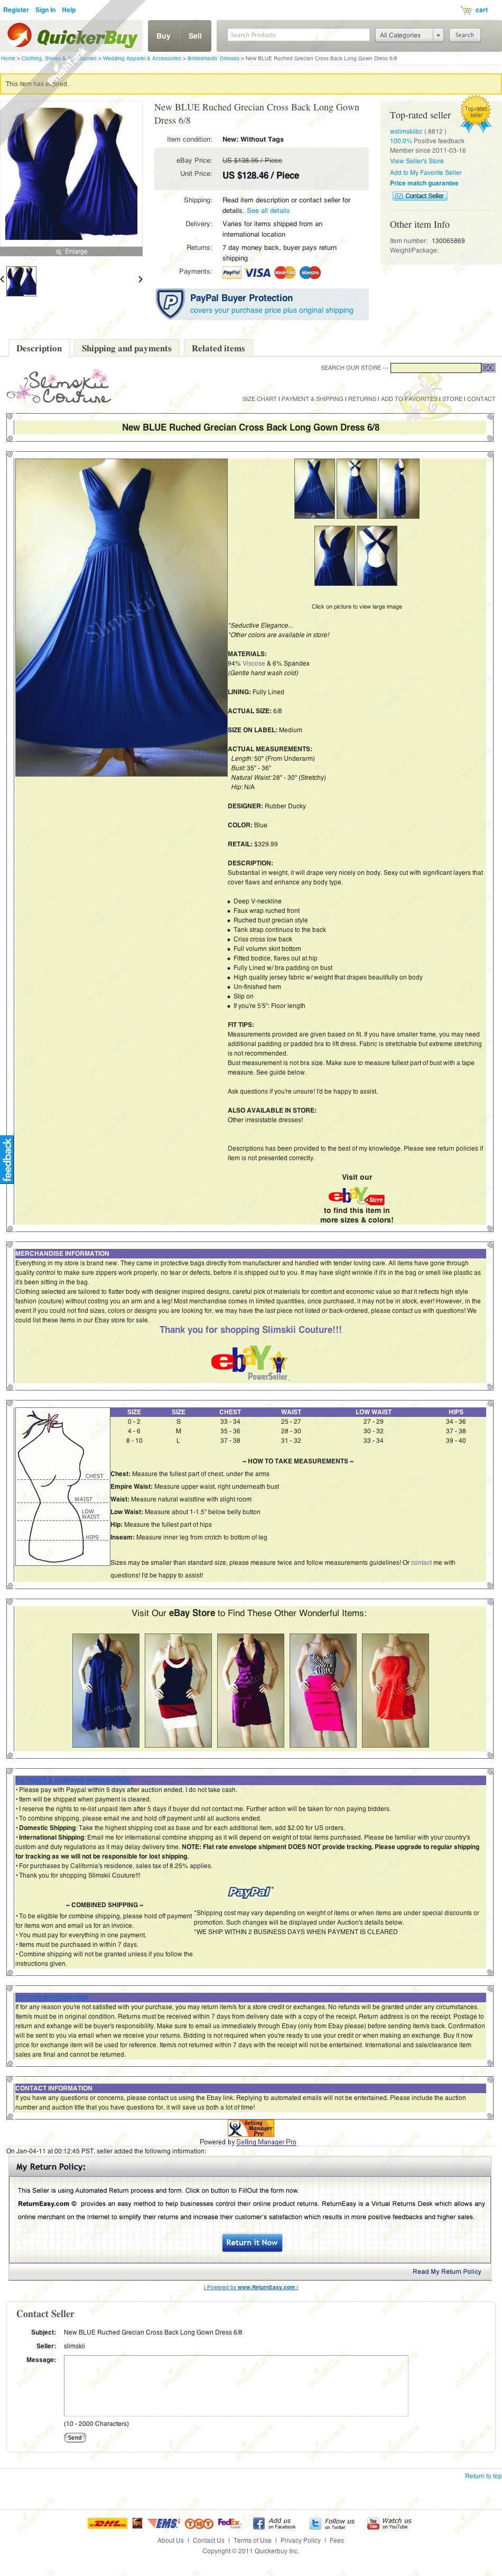 Register Sign In Help
cart
QuickerBuy
Buy Sell
Search Products
All Categories
Search
Home > Clothing, Shoes & Accessories > Wedding Apparel & Accessories > Bridesmaids' Dresses > New BLUE Ruched Grecian Cross Back Long Gown Dress 6/8
This item has expired.
PhishTank
New BLUE Ruched Grecian Cross Back Long Gown
Dress 6/8
Item condition: New: Without Tags
eBay Price: US $138.95 / Piece
Unit Price: US $128.46 / Piece
Shipping: Read item description or contact seller for
details. See all details
Delivery: Varies for items shipped from an
international location
Returns: 7 day money back, buyer pays return
shipping
Payments: PayPal VISA MasterCard Maestro
PayPal Buyer Protection
covers your purchase price plus original shipping
Enlarge
Top-rated seller
Top-rated
seller
wslimskiibc ( 8812 )
100.0% Positive feedback
Member since 2011-03-16
View Seller's Store
Add to My Favorite Seller
Price match guarantee
Contact Seller
Other item Info
Item number: 130065869
Weight/Package:
Description Shipping and payments Related items
SEARCH OUR STORE ---
GO
Slimskii
Couture
SIZE CHART I PAYMENT & SHIPPING I RETURNS I ADD TO FAVORITES I STORE I CONTACT
New BLUE Ruched Grecian Cross Back Long Gown Dress 6/8
Slimskii
Click on picture to view large image
"Seductive Elegance...
*Other colors are available in store!
MATERIALS:
94% Viscose & 6% Spandex
(Gentle hand wash cold)
LINING: Fully Lined
ACTUAL SIZE: 6/8
SIZE ON LABEL: Medium
ACTUAL MEASUREMENTS:
Length: 50" (From Underarm)
Bust: 35" - 36"
Natural Waist: 28" - 30" (Stretchy)
Hip: N/A
DESIGNER: Rubber Ducky
COLOR: Blue
RETAIL: $329.99
DESCRIPTION:
Substantial in weight, it will drape very nicely on body. Sexy cut with significant layers that
cover flaws and enhance any body type.
• Deep V-neckline
• Faux wrap ruched front
• Ruched bust grecian style
• Tank strap continuos to the back
• Criss cross low back
• Full volumn skirt bottom
• Fitted bodice, flares out at hip
• Fully Lined w/ bra padding on bust
• High quality jersey fabric w/ weight that drapes beautifully on body
• Un-finished hem
• Slip on
• If you're 5'5": Floor length
FIT TIPS:
Measurements provided are given based on fit. If you have smaller frame, you may need
additional padding or padded bra to lift dress. Fabric is stretchable but extreme stretching
is not recommended.
Bust measurement is not bra size. Make sure to measure fullest part of bust with a tape
measure. See guide below.
Ask questions if you're unsure! I'd be happy to assist.
ALSO AVAILABLE IN STORE:
Other irresistable dresses!
Descriptions has been provided to the best of my knowledge. Please see return policies if
item is not presented correctly.
feedback
Visit our
ebay Store
to find this item in
more sizes & colors!
MERCHANDISE INFORMATION
Everything in my store is brand new. They came in protective bags directly from manufacturer and handled with tender loving care. All items have gone through
quality control to make sure zippers work properly, no tear or defects, before it is shipped out to you. It may have slight wrinkle if it's in the bag or smell like plastic as
it's been sitting in the bag.
Clothing selected are tailored to flatter any body with designer inspired designs, careful pick of materials for comfort and economic value so that it reflects high style
fashion (couture) without costing you an arm and a leg! Most merchandise comes in limited quantities, once purchased, it may not be in stock, ever! However, in the
event if you could not find sizes, colors or designs you are looking for, we may have the last piece not listed or back-ordered, please contact us with questions! We
could list these items in our Ebay store for sale.
Thank you for shopping Slimskii Couture!!!
ebay
PowerSeller
CHEST
WAIST
LOW
WAIST
HIPS
SIZE SIZE CHEST WAIST LOW WAIST HIPS
0 - 2 S 33 - 34 25 - 27 27 - 29 34 - 36
4 - 6 M 35 - 36 28 - 30 30 - 32 37 - 38
8 - 10 L 37 - 38 31 - 32 33 - 34 39 - 40
~ HOW TO TAKE MEASUREMENTS ~
Chest: Measure the fullest part of chest, under the arms
Empire Waist: Measure upper waist, right underneath bust
Waist: Measure natural waistline with slight room
Low Waist: Measure about 1-1.5" below belly button
Hip: Measure the fullest part of hips
Inseam: Measure inner leg from crotch to bottom of leg
Sizes may be smaller than standard size, please measure twice and follow measurements guidelines! Or contact me with
questions! I'd be happy to assist!
Visit Our eBay Store to Find These Other Wonderful Items:
PAYMENT & SHIPPING INFORMATION
• Please pay with Paypal within 5 days after auction ended. I do not take cash.
• Item will be shipped when payment is cleared.
• I reserve the rights to re-list unpaid item after 5 days if buyer did not contact me. Further action will be taken for non paying bidders.
• To combine shipping, please email me and hold off payment until all auctions ended.
• Domestic Shipping: Take the highest shipping cost as base and for each additional item, add $2.00 for US orders.
• International Shipping: Email me for international combine shipping as it will depend on weight of total items purchased. Please be familiar with your country's
custom and duty regulations as it may delay delivery time. NOTE: Flat rate envelope shipment DOES NOT provide tracking. Please upgrade to regular shipping
for tracking as we will not be responsible for lost shipping.
• For purchases by California's residence, sales tax of 8.25% applies.
• Thank you for shopping Slimskii Couture!!!
PayPal
~ COMBINED SHIPPING ~
• To be eligible for combine shipping, please hold off payment
for items won and email us for an invoice.
• You must pay for everything in one payment.
• Items must be purchased in within 7 days.
• Combine shipping will not be granted unless if you follow the
instructions given.
*Shipping cost may vary depending on weight of items or when items are under special discounts or
promotion. Such changes will be displayed under Auction's details below.
*WE SHIP WITHIN 2 BUSINESS DAYS WHEN PAYMENT IS CLEARED
RETURN INFORMATION
If for any reason you're not satisfied with your purchase, you may return item/s for a store credit or exchanges. No refunds will be granted under any circumstances.
Item/s must be in original condition. Returns must be received within 7 days from delivery date with a copy of the receipt. Return address is on the receipt. Postage to
return and exchange will be buyer's responsibility. Make sure to email us immediately through Ebay (only from Ebay please) before sending item/s back. Confirmation
will be sent to you via email when we receive your returns. Bidding is not required when you're ready to use your credit or when making an exchange. Buy it now
price for exchange item will be used for reference. Item/s not returned within 7 days with the receipt will not be entertained. International sale/clearance item
sales are final and cannot be returned.
CONTACT INFORMATION
If you have any questions or concerns, please contact us using the Ebay link. Replying to automated emails will not be entertained. Please include the auction
number and auction title that you have questions for, it will save us both a lot of time!
Selling
Manager
Pro
Powered by Selling Manager Pro
On Jan-04-11 at 00:12:45 PST, seller added the following information:
My Return Policy:
This Seller is using Automated Return process and form. Click on button to FillOut the form now.
ReturnEasy.com © provides an easy method to help businesses control their online product returns. ReturnEasy is a Virtual Returns Desk which allows any
online merchant on the Internet to simplify their returns and increase their customer's satisfaction which results in more positive feedbacks and higher sales.
Return it Now
Read My Return Policy
( Powered by www.ReturnEasy.com )
Contact Seller
Subject: New BLUE Ruched Grecian Cross Back Long Gown Dress 6/8
Seller: slimskii
Message:
(10 - 2000 Characters)
Send
Return to top
DHL EMS TNT FedEx
Add us
on Facebook
Follow us
on Twitter
Watch us
on YouTube
About Us | Contact Us | Terms of Use | Privacy Policy | Fees
Copyright © 2011 Quickerbuy Inc.